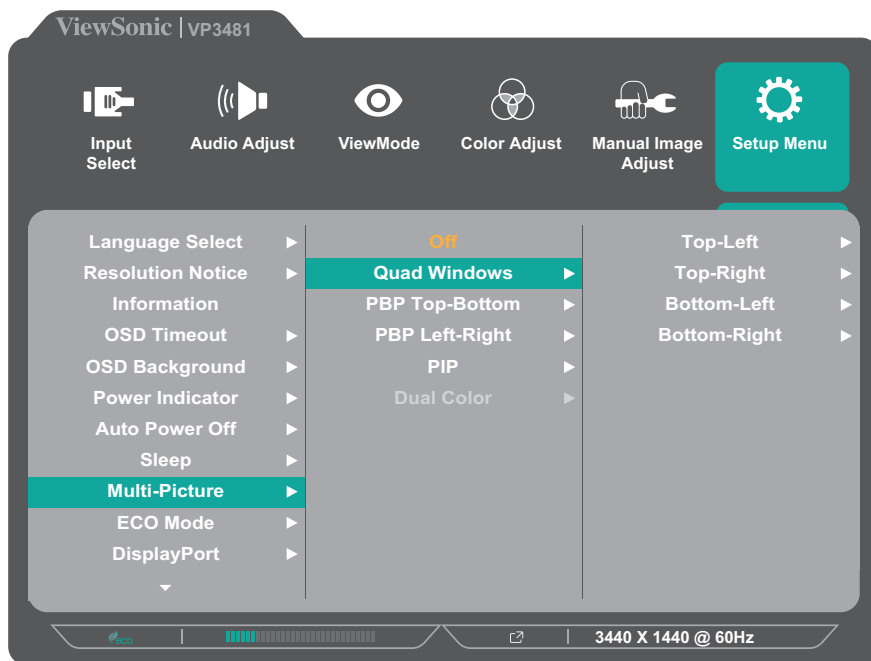 ViewSonic | VP3481
Input Select
Audio Adjust
ViewMode
Color Adjust
Manual Image Adjust
Setup Menu
Language Select
Resolution Notice
Information
OSD Timeout
OSD Background
Power Indicator
Auto Power Off
Sleep
Multi-Picture
ECO Mode
DisplayPort
Off
Quad Windows
PBP Top-Bottom
PBP Left-Right
PIP
Dual Color
Top-Left
Top-Right
Bottom-Left
Bottom-Right
eco
3440 X 1440 @ 60Hz